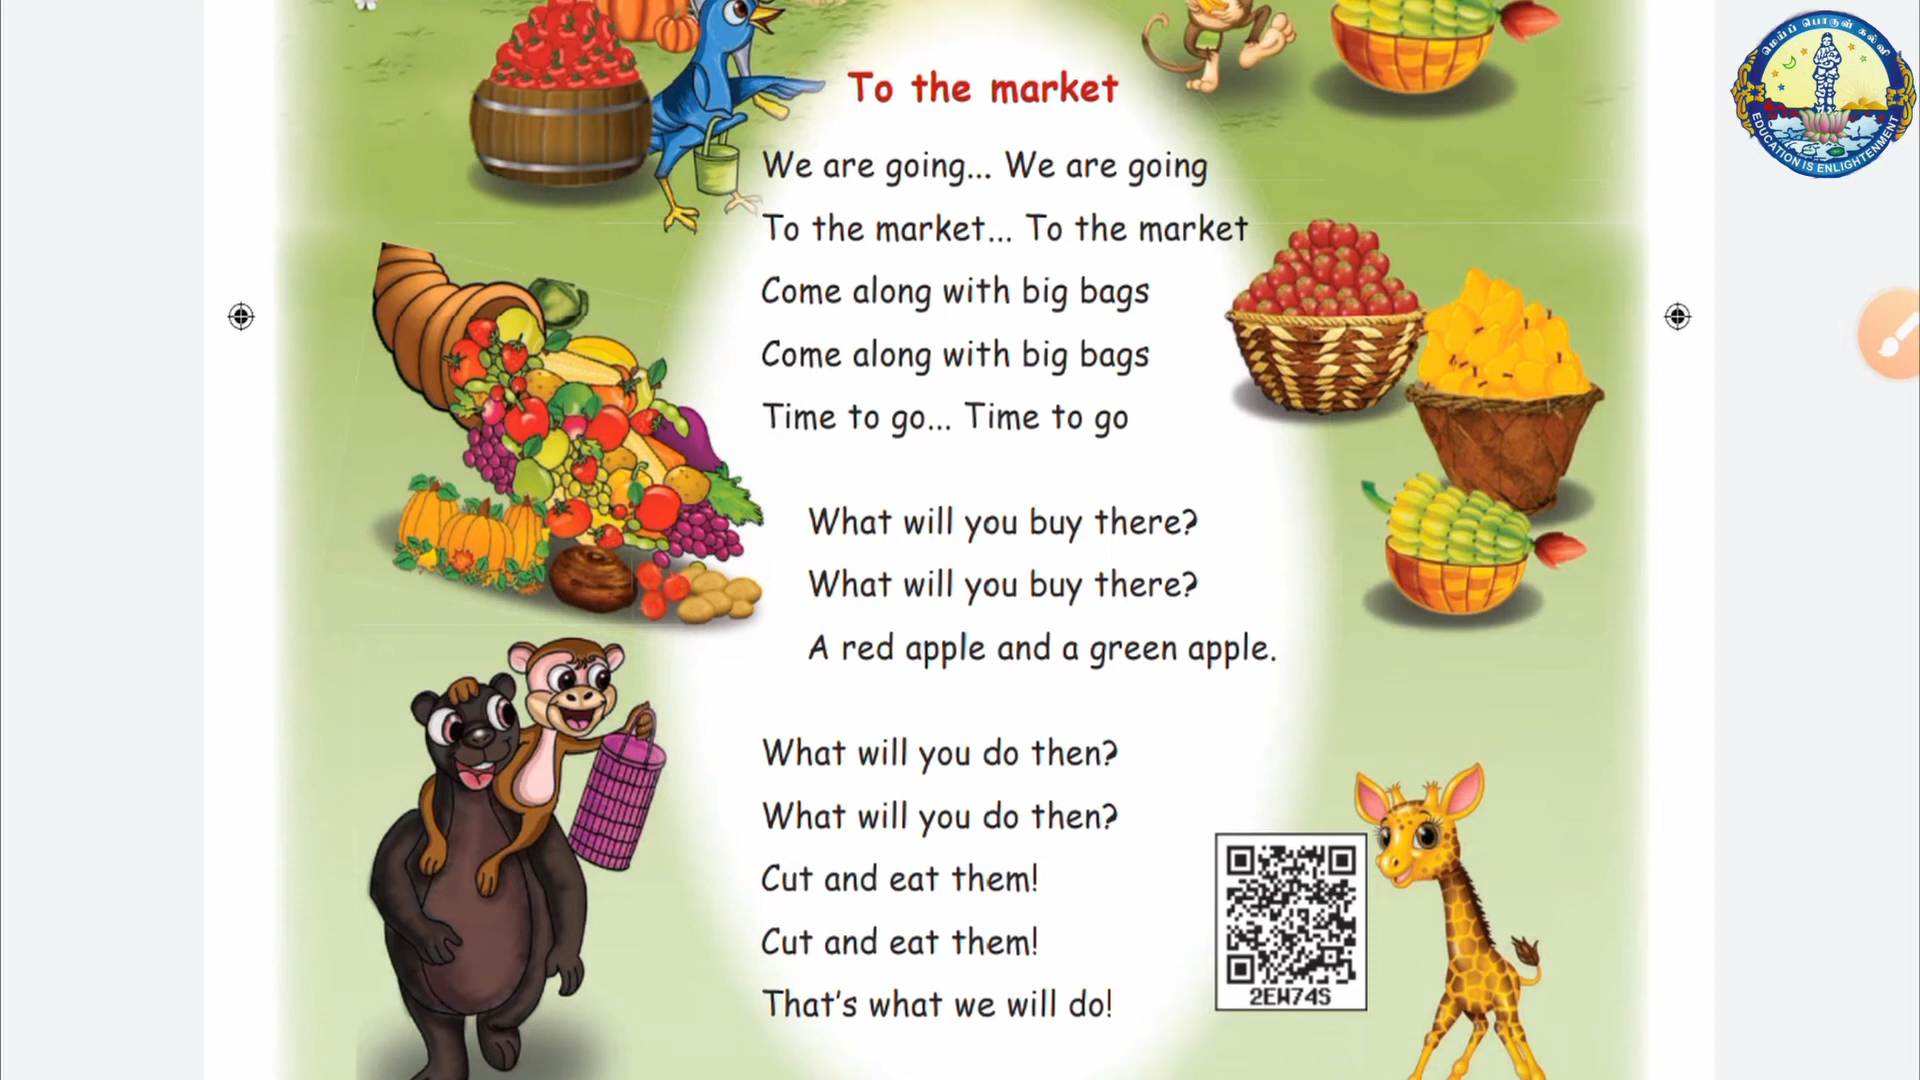 To the market
We are going... We are going
To the market... To the market
Come along with big bags
Come along with big bags
Time to go... Time to go
What will you buy there?
What will you buy there?
A red apple and a green apple.
What will you do then?
What will you do then?
Cut and eat them!
Cut and eat them!
That's what we will do!
2EW74S
மெய்ப் பொருள் கல்வி
EDUCATION IS ENLIGHTENMENT